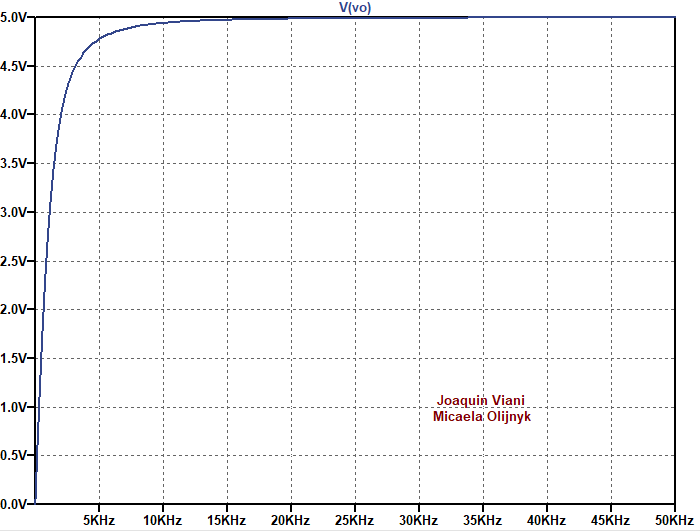 V(vo)
5.0V
4.5V
4.0V
3.5V
3.0V
2.5V
2.0V
1.5V
1.0V
0.5V
0.0V
Joaquin Viani
Micaela Olijnyk
5KHz
10KHz
15KHz
20KHz
25KHz
30KHz
35KHz
40KHz
45KHz
50KHz